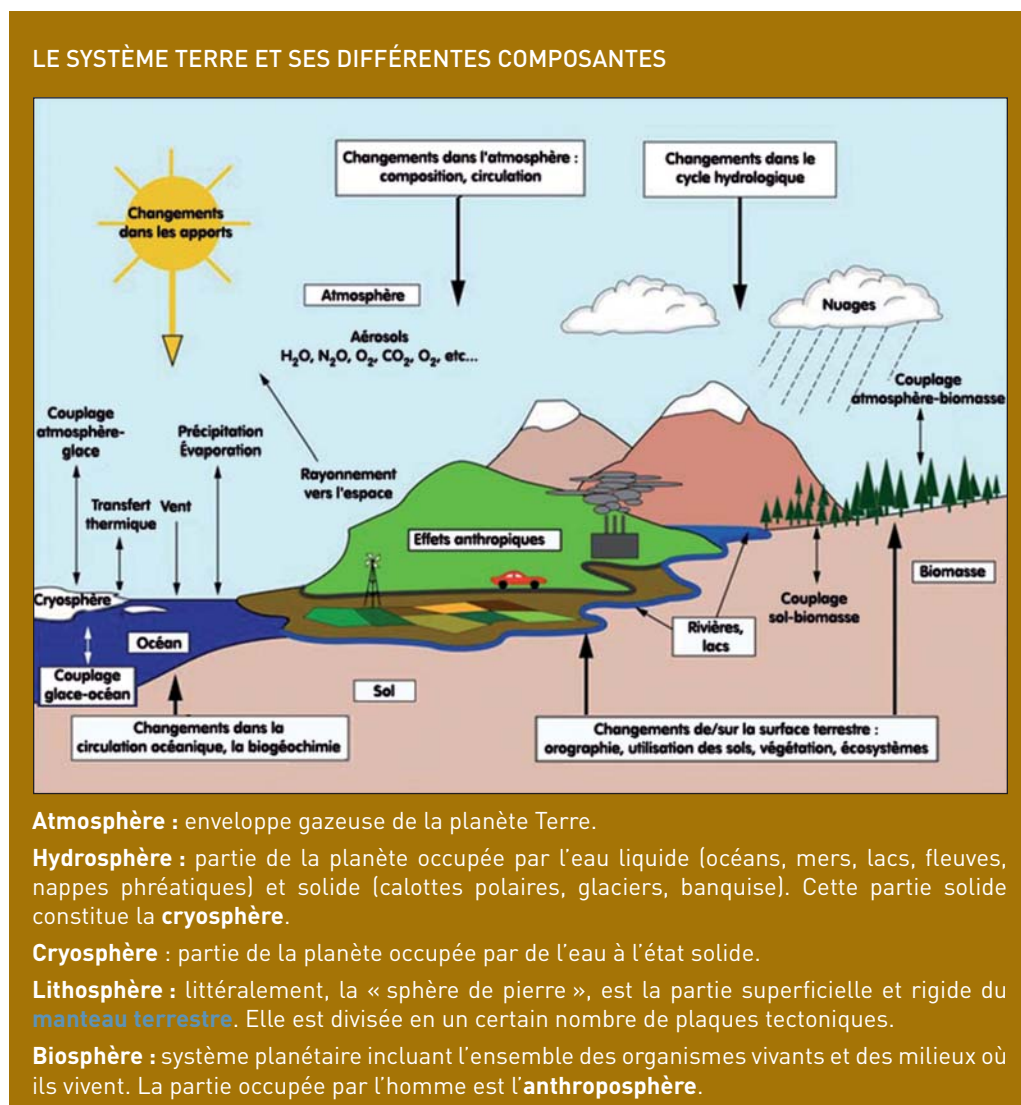 LE SYSTÈME TERRE ET SES DIFFÉRENTES COMPOSANTES
Changements dans l'atmosphère :
composition, circulation
Changements dans le
cycle hydrologique
Changements
dans les apports
Atmosphère
Aérosols
H₂O, N₂O, O₂, CO₂, O₂, etc...
Nuages
Couplage
atmosphère-biomasse
Couplage
atmosphère-
glace
Précipitation
Évaporation
Rayonnement
vers l'espace
Transfert
thermique
Vent
Effets anthropiques
Cryosphère
Océan
Couplage
glace-océan
Sol
Rivières,
lacs
Couplage
sol-biomasse
Biomasse
Changements dans la
circulation océanique, la biogéochimie
Changements de/sur la surface terrestre :
orographie, utilisation des sols, végétation, écosystèmes
Atmosphère : enveloppe gazeuse de la planète Terre.
Hydrosphère : partie de la planète occupée par l'eau liquide (océans, mers, lacs, fleuves,
nappes phréatiques) et solide (calottes polaires, glaciers, banquise). Cette partie solide
constitue la cryosphère.
Cryosphère : partie de la planète occupée par de l'eau à l'état solide.
Lithosphère : littéralement, la « sphère de pierre », est la partie superficielle et rigide du
manteau terrestre. Elle est divisée en un certain nombre de plaques tectoniques.
Biosphère : système planétaire incluant l'ensemble des organismes vivants et des milieux où
ils vivent. La partie occupée par l'homme est l'anthroposphère.